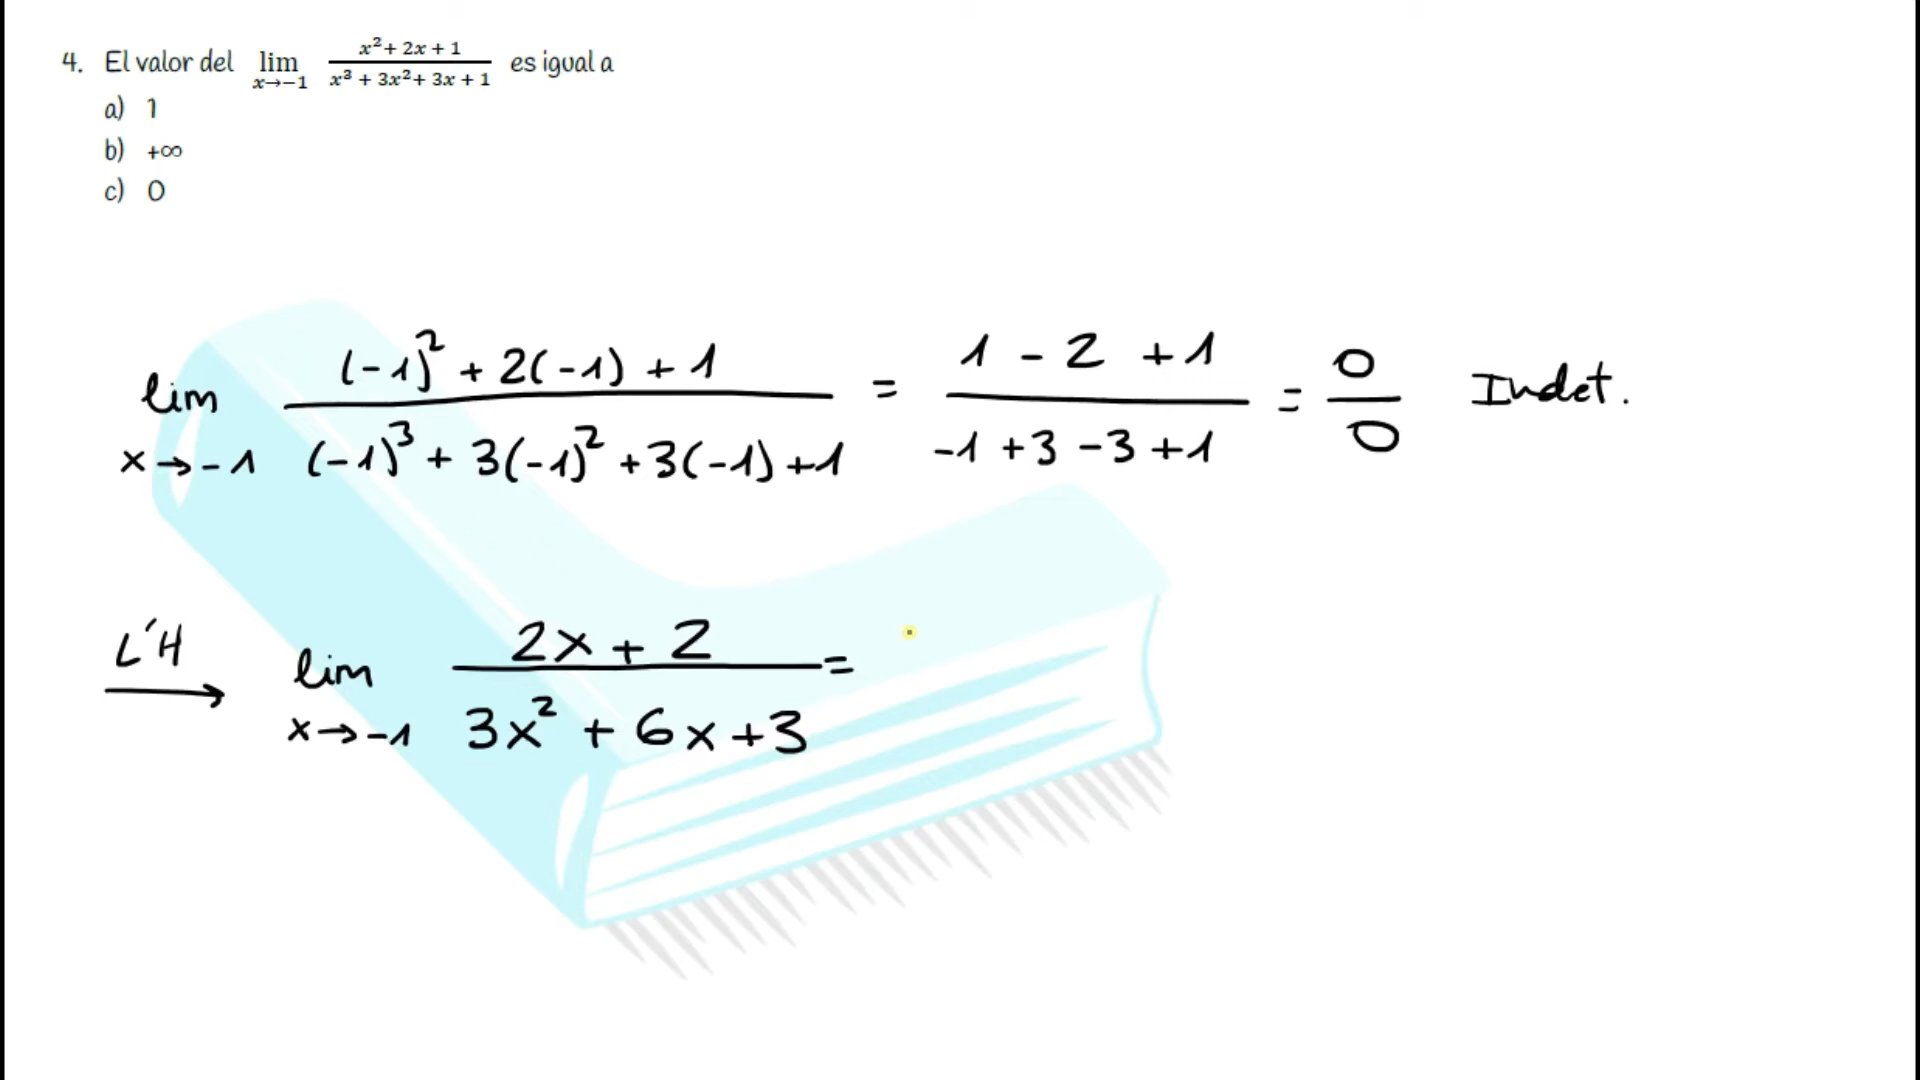 4. El valor del lim x→−1 x²+ 2x + 1 / x³ + 3x²+ 3x + 1 es igual a
a) 1
b) +∞
c) 0
lim x→-1 (-1)² + 2(-1) + 1 / (-1)³ + 3(-1)² + 3(-1) + 1 = 1 - 2 + 1 / -1 + 3 - 3 + 1 = 0 / 0 Indet.
L'H → lim x→-1 2x + 2 / 3x² + 6x + 3 =